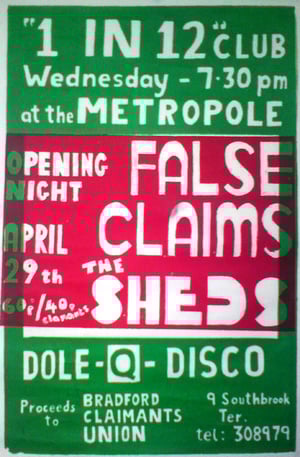 "1 IN 12" CLUB
Wednesday - 7·30 pm
at the METROPOLE
OPENING NIGHT
FALSE CLAIMS
APRIL 29th
THE SHEDS
60p/40p claimants
DOLE-Q-DISCO
Proceeds to
BRADFORD CLAIMANTS UNION
9 Southbrook Ter.
tel: 308979